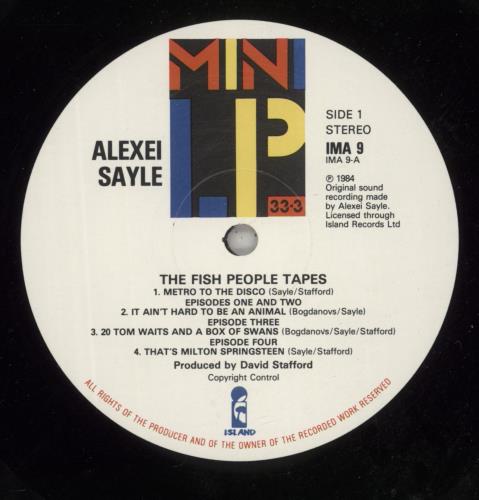 MINI
LP
33·3
ALEXEI
SAYLE
SIDE 1
STEREO
IMA 9
IMA 9-A
℗ 1984
Original sound
recording made
by Alexei Sayle.
Licensed through
Island Records Ltd
THE FISH PEOPLE TAPES
1. METRO TO THE DISCO (Sayle/Stafford)
EPISODES ONE AND TWO
2. IT AIN'T HARD TO BE AN ANIMAL (Bogdanovs/Sayle)
EPISODE THREE
3. 20 TOM WAITS AND A BOX OF SWANS (Bogdanovs/Sayle/Stafford)
EPISODE FOUR
4. THAT'S MILTON SPRINGSTEEN (Sayle/Stafford)
Produced by David Stafford
Copyright Control
ISLAND
ALL RIGHTS OF THE PRODUCER AND OF THE OWNER OF THE RECORDED WORK RESERVED